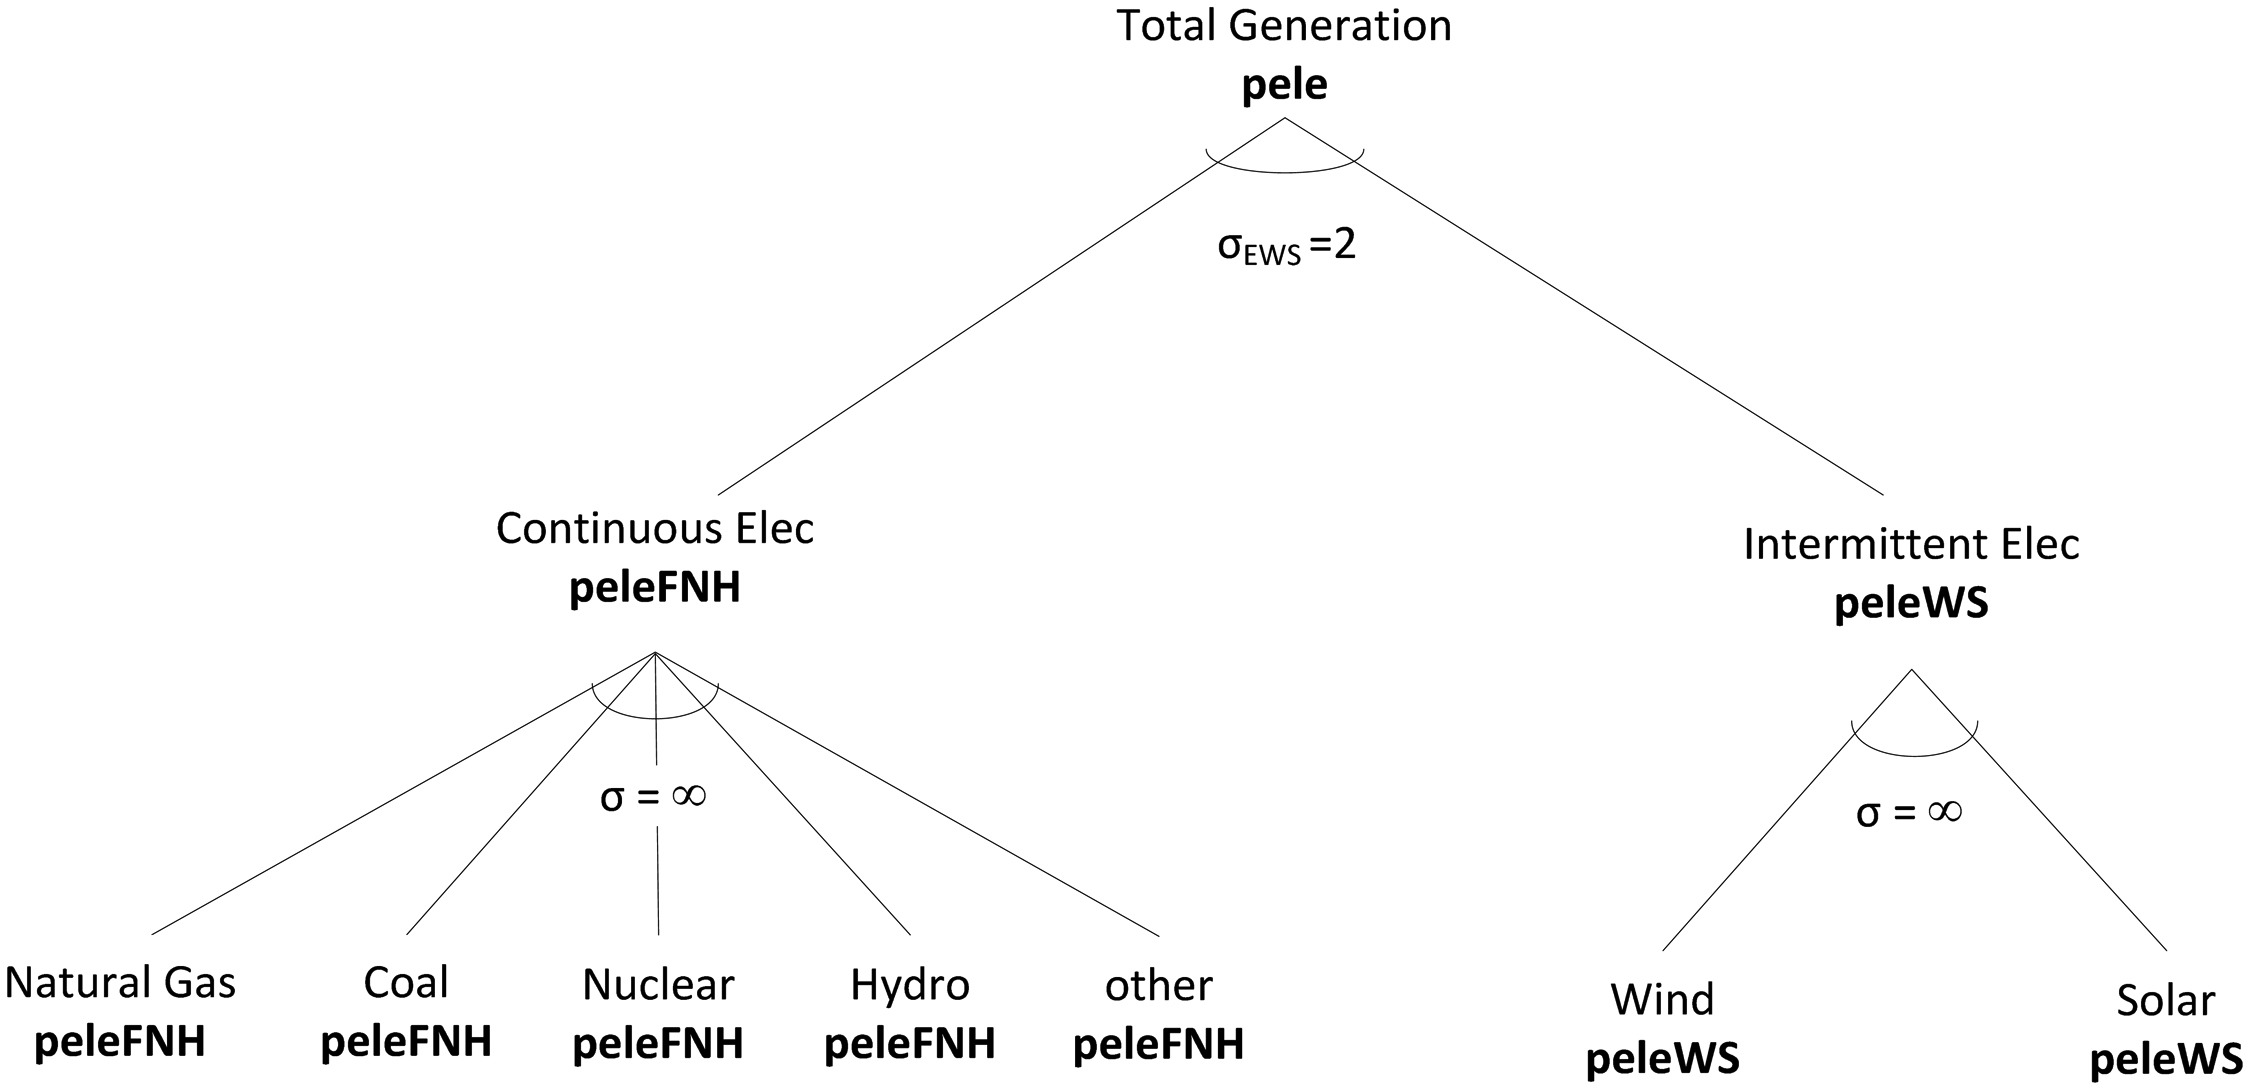 Total Generation
pele
σEWS =2
Continuous Elec
peleFNH
Intermittent Elec
peleWS
σ = ∞
σ = ∞
Natural Gas
peleFNH
Coal
peleFNH
Nuclear
peleFNH
Hydro
peleFNH
other
peleFNH
Wind
peleWS
Solar
peleWS